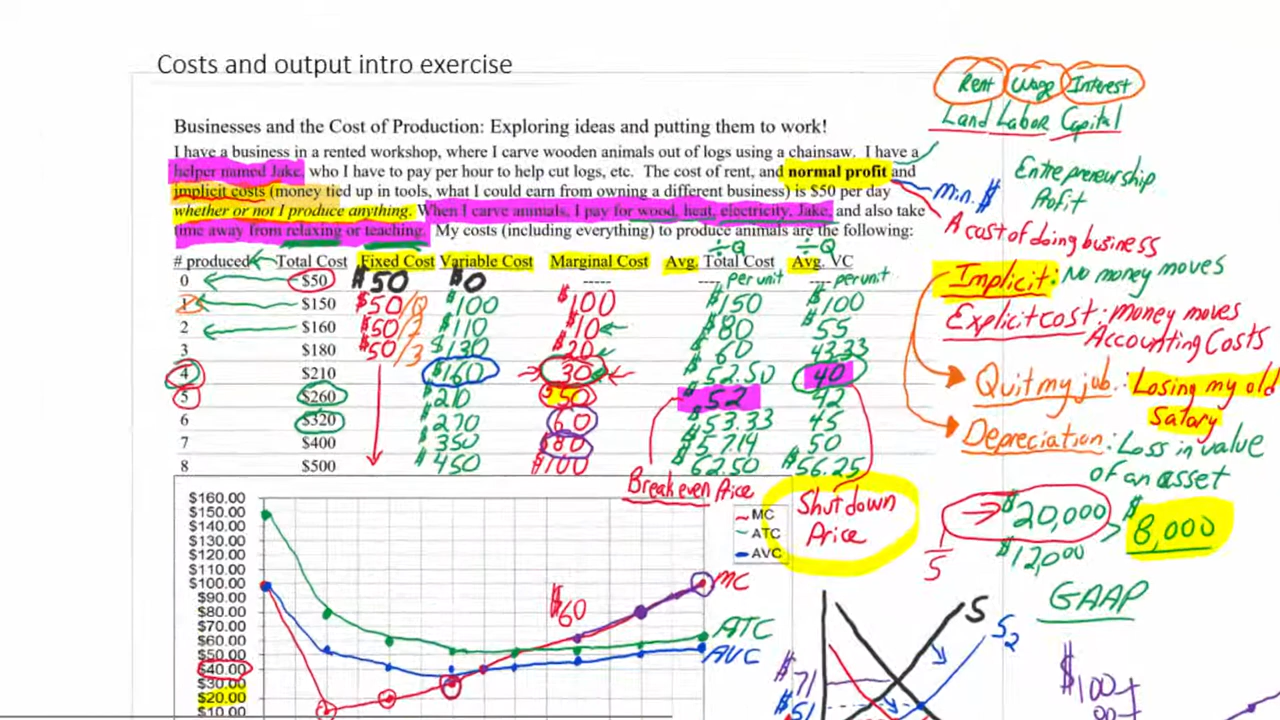 Costs and output intro exercise
Rent Wage Interest
Land Labor Capital
Businesses and the Cost of Production: Exploring ideas and putting them to work!
I have a business in a rented workshop, where I carve wooden animals out of logs using a chainsaw. I have a
helper named Jake, who I have to pay per hour to help cut logs, etc. The cost of rent, and normal profit and
implicit costs (money tied up in tools, what I could earn from owning a different business) is $50 per day
whether or not I produce anything. When I carve animals, I pay for wood, heat, electricity, Jake, and also take
time away from relaxing or teaching. My costs (including everything) to produce animals are the following:
Entrepreneurship
Profit
min. $
A cost of doing business
÷Q ÷Q
# produced Total Cost Fixed Cost Variable Cost Marginal Cost Avg. Total Cost Avg. VC
0 $50 $50 $0 ----- ---- per unit ---- per unit
1 $150 $50 $100 $100 $150 $100
2 $160 $50/2 $110 $10 $80 55
3 $180 $50/3 $130 $20 60 43.33
4 $210 $160 30 52.50 40
5 $260 210 50 $52 42
6 $320 270 60 $53.33 45
7 $400 350 $80 $57.14 50
8 $500 $450 $100 $62.50 $56.25
Implicit: No money moves
Explicit cost: money moves
Accounting Costs
Quit my job: Losing my old
salary
Depreciation: Loss in value
of an asset
Breakeven Price
Shutdown
Price
$20,000
$12,000
$8,000
5
GAAP
$160.00
$150.00
$140.00
$130.00
$120.00
$110.00
$100.00
$90.00
$80.00
$70.00
$60.00
$50.00
$40.00
$30.00
$20.00
$10.00
MC
ATC
AVC
$60
MC
ATC
AVC
S
S2
$71
$51
$100